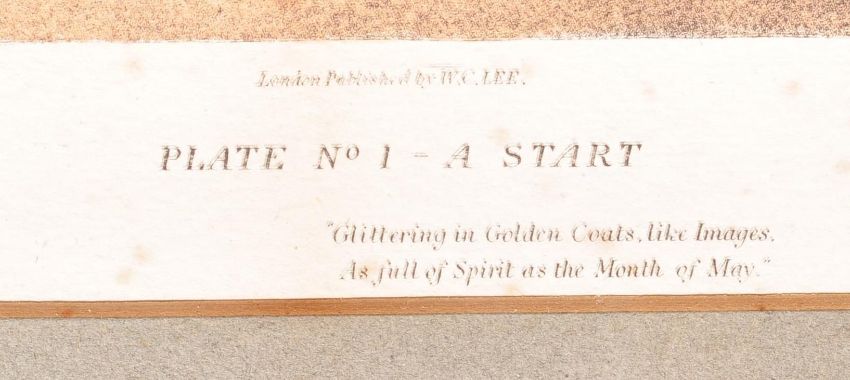 London Published by W.C. LEE.
PLATE No 1 - A START
"Glittering in Golden Coats, like Images,
As full of Spirit as the Month of May."